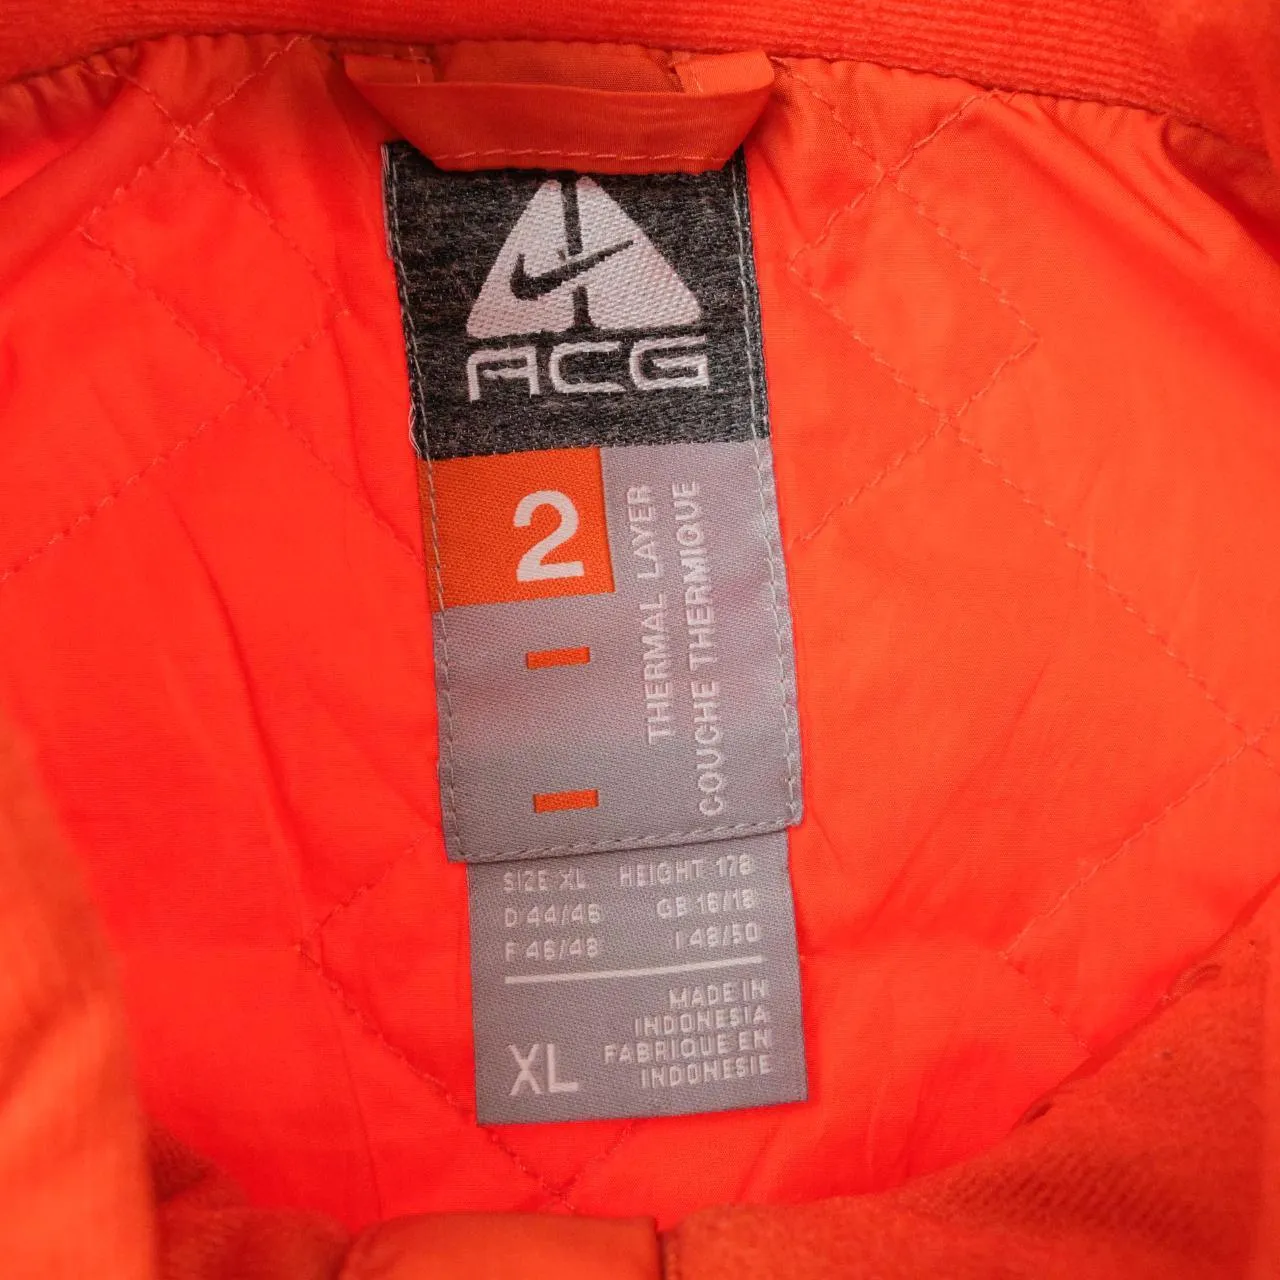 ACG
2
THERMAL LAYER
COUCHE THERMIQUE
SIZE XL HEIGHT 178
D 44/46 GB 16/18
F 46/48 I 48/50
MADE IN
INDONESIA
FABRIQUE EN
INDONESIE
XL